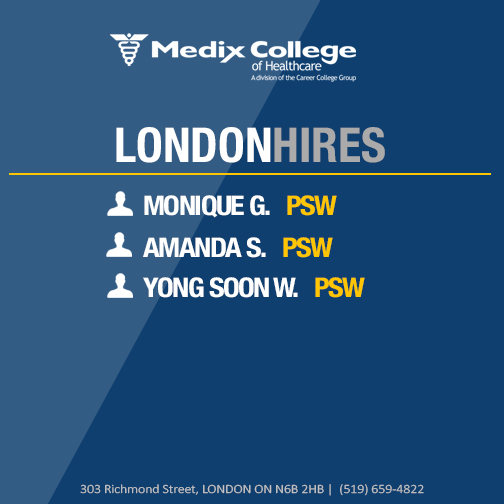 Medix College
of Healthcare
A division of the Career College Group
LONDONHIRES
MONIQUE G. PSW
AMANDA S. PSW
YONG SOON W. PSW
303 Richmond Street, LONDON ON N6B 2HB | (519) 659-4822